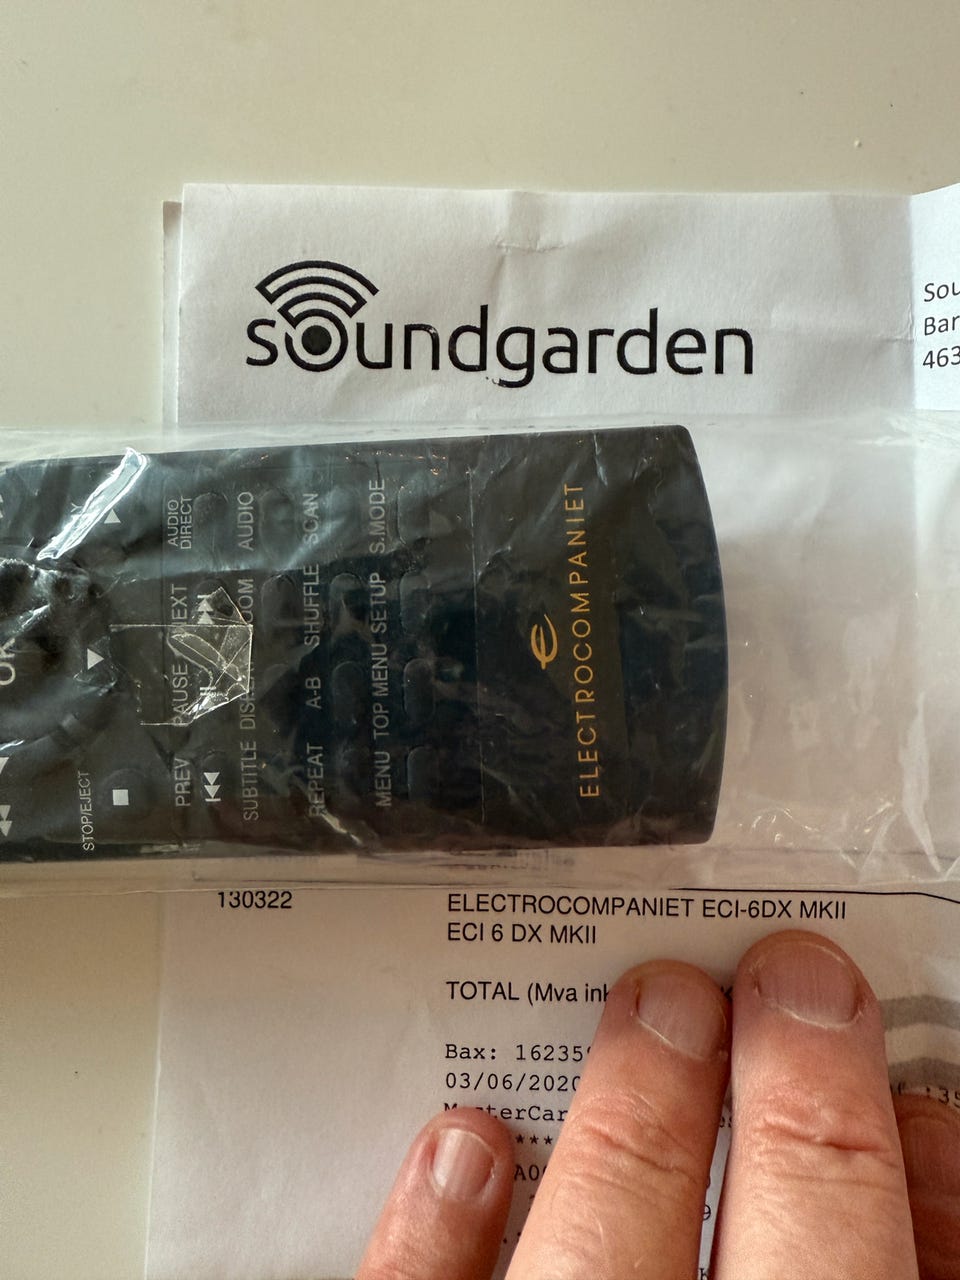 soundgarden
Sou
Bar
463
ELECTROCOMPANIET
S.MODE
SETUP
TOP MENU
MENU
SCAN
SHUFFLE
A-B
REPEAT
AUDIO
SUBTITLE
AUDIO
DIRECT
NEXT
PAUSE
PREV
STOP/EJECT
OK
130322
ELECTROCOMPANIET ECI-6DX MKII
ECI 6 DX MKII
TOTAL (Mva ink
Bax: 16235
03/06/2020
MasterCar
***
A0